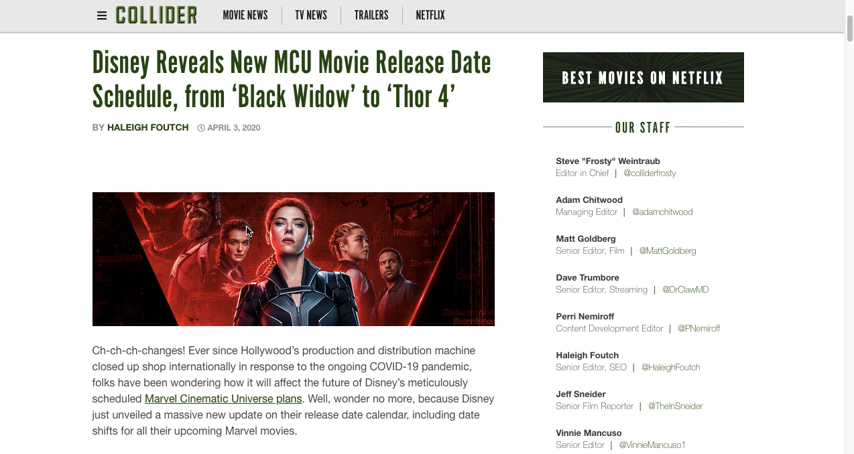 COLLIDER
MOVIE NEWS
TV NEWS
TRAILERS
NETFLIX
Disney Reveals New MCU Movie Release Date
Schedule, from ‘Black Widow’ to ‘Thor 4’
BY HALEIGH FOUTCH APRIL 3, 2020
Ch-ch-ch-changes! Ever since Hollywood’s production and distribution machine
closed up shop internationally in response to the ongoing COVID-19 pandemic,
folks have been wondering how it will affect the future of Disney’s meticulously
scheduled Marvel Cinematic Universe plans. Well, wonder no more, because Disney
just unveiled a massive new update on their release date calendar, including date
shifts for all their upcoming Marvel movies.
BEST MOVIES ON NETFLIX
OUR STAFF
Steve "Frosty" Weintraub
Editor in Chief | @colliderfrosty
Adam Chitwood
Managing Editor | @adamchitwood
Matt Goldberg
Senior Editor, Film | @MattGoldberg
Dave Trumbore
Senior Editor, Streaming | @DrClawMD
Perri Nemiroff
Content Development Editor | @PNemiroff
Haleigh Foutch
Senior Editor, SEO | @HaleighFoutch
Jeff Sneider
Senior Film Reporter | @TheInSneider
Vinnie Mancuso
Senior Editor | @VinnieMancuso1